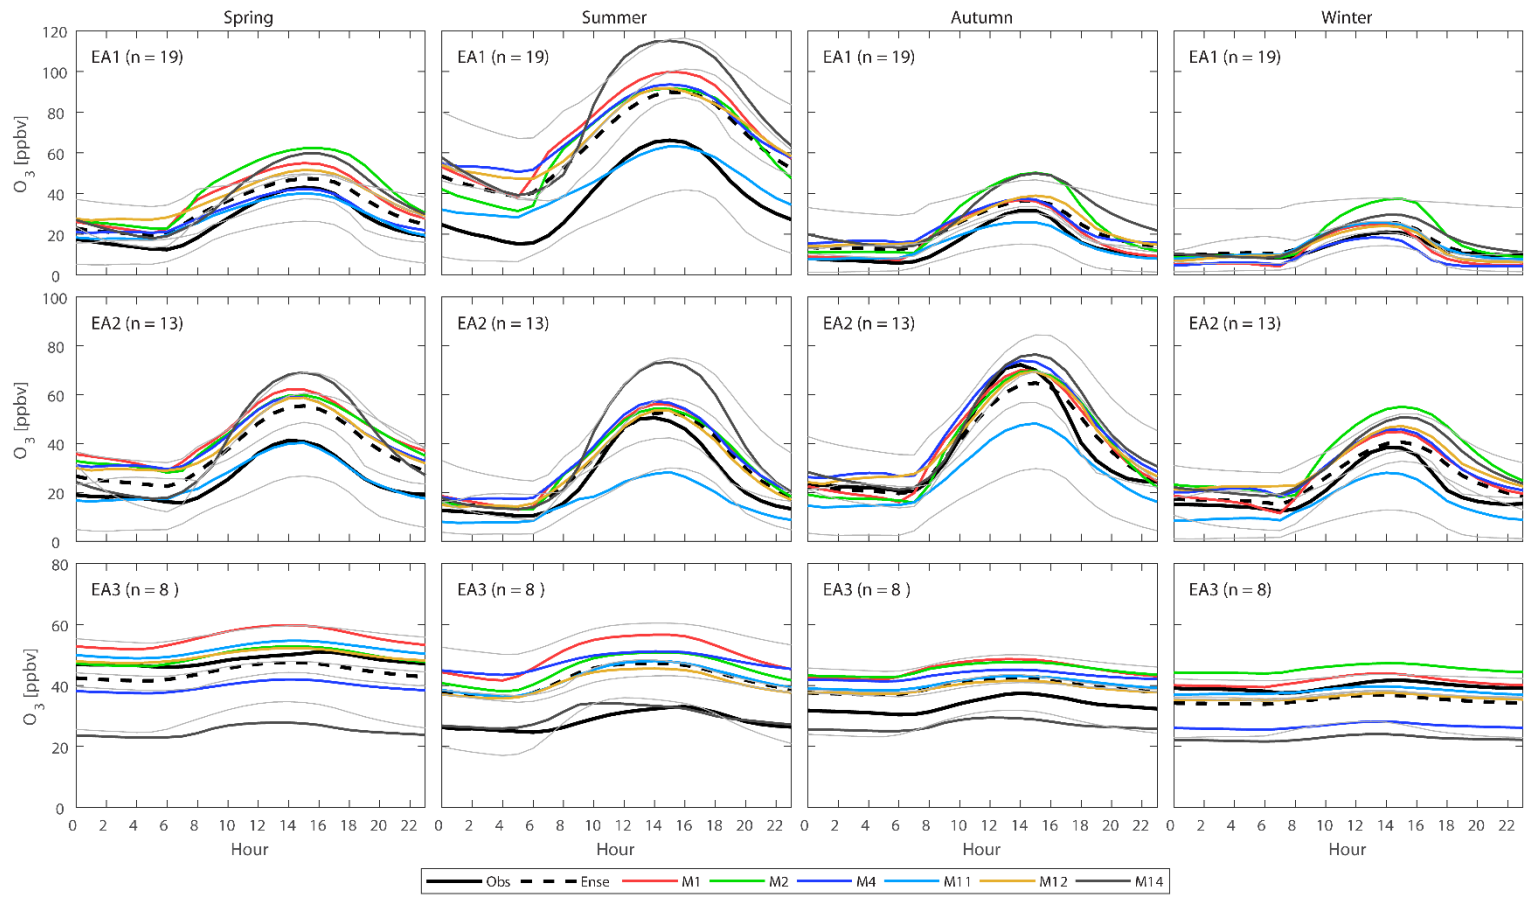 Spring Summer Autumn Winter
120
100
80
60
40
20
0
O3 [ppbv]
EA1 (n = 19) EA1 (n = 19) EA1 (n = 19) EA1 (n = 19)
100
80
60
40
20
0
O3 [ppbv]
EA2 (n = 13) EA2 (n = 13) EA2 (n = 13) EA2 (n = 13)
80
60
40
20
0
O3 [ppbv]
EA3 (n = 8 ) EA3 (n = 8 ) EA3 (n = 8 ) EA3 (n = 8)
0 2 4 6 8 10 12 14 16 18 20 22 0 2 4 6 8 10 12 14 16 18 20 22 0 2 4 6 8 10 12 14 16 18 20 22 0 2 4 6 8 10 12 14 16 18 20 22
Hour Hour Hour Hour
Obs Ense M1 M2 M4 M11 M12 M14